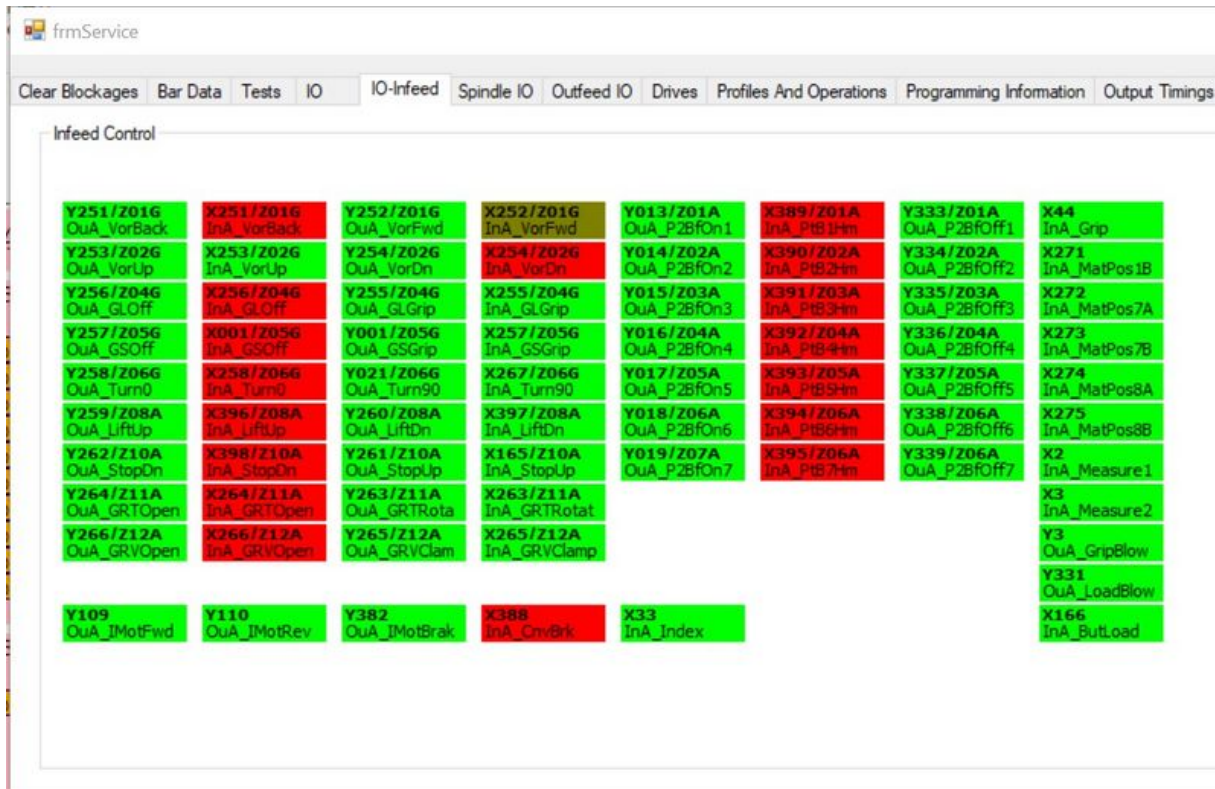 frmService
Clear Blockages Bar Data Tests IO IO-Infeed Spindle IO Outfeed IO Drives Profiles And Operations Programming Information Output Timings
Infeed Control
Y251/Z01G X251/Z01G Y252/Z01G X252/Z01G Y013/Z01A X389/Z01A Y333/Z01A X44
OuA_VorBack InA_VorBack OuA_VorFwd InA_VorFwd OuA_P2BfOn1 InA_PtB1Hm OuA_P2BfOff1 InA_Grip
Y253/Z02G X253/Z02G Y254/Z02G X254/Z02G Y014/Z02A X390/Z02A Y334/Z02A X271
OuA_VorUp InA_VorUp OuA_VorDn InA_VorDn OuA_P2BfOn2 InA_PtB2Hm OuA_P2BfOff2 InA_MatPos1B
Y256/Z04G X256/Z04G Y255/Z04G X255/Z04G Y015/Z03A X391/Z03A Y335/Z03A X272
OuA_GLOff InA_GLOff OuA_GLGrip InA_GLGrip OuA_P2BfOn3 InA_PtB3Hm OuA_P2BfOff3 InA_MatPos7A
Y257/Z05G X001/Z05G Y001/Z05G X257/Z05G Y016/Z04A X392/Z04A Y336/Z04A X273
OuA_GSOff InA_GSOff OuA_GSGrip InA_GSGrip OuA_P2BfOn4 InA_PtB4Hm OuA_P2BfOff4 InA_MatPos7B
Y258/Z06G X258/Z06G Y021/Z06G X267/Z06G Y017/Z05A X393/Z05A Y337/Z05A X274
OuA_Turn0 InA_Turn0 OuA_Turn90 InA_Turn90 OuA_P2BfOn5 InA_PtB5Hm OuA_P2BfOff5 InA_MatPos8A
Y259/Z08A X396/Z08A Y260/Z08A X397/Z08A Y018/Z06A X394/Z06A Y338/Z06A X275
OuA_LiftUp InA_LiftUp OuA_LiftDn InA_LiftDn OuA_P2BfOn6 InA_PtB6Hm OuA_P2BfOff6 InA_MatPos8B
Y262/Z10A X398/Z10A Y261/Z10A X165/Z10A Y019/Z07A X395/Z06A Y339/Z06A X2
OuA_StopDn InA_StopDn OuA_StopUp InA_StopUp OuA_P2BfOn7 InA_PtB7Hm OuA_P2BfOff7 InA_Measure1
Y264/Z11A X264/Z11A Y263/Z11A X263/Z11A X3
OuA_GRTOpen InA_GRTOpen OuA_GRTRota InA_GRTRotat InA_Measure2
Y266/Z12A X266/Z12A Y265/Z12A X265/Z12A Y3
OuA_GRVOpen InA_GRVOpen OuA_GRVClam InA_GRVClamp OuA_GripBlow
Y331
OuA_LoadBlow
Y109 Y110 Y382 X388 X33 X166
OuA_IMotFwd OuA_IMotRev OuA_IMotBrak InA_CnvBrk InA_Index InA_ButLoad